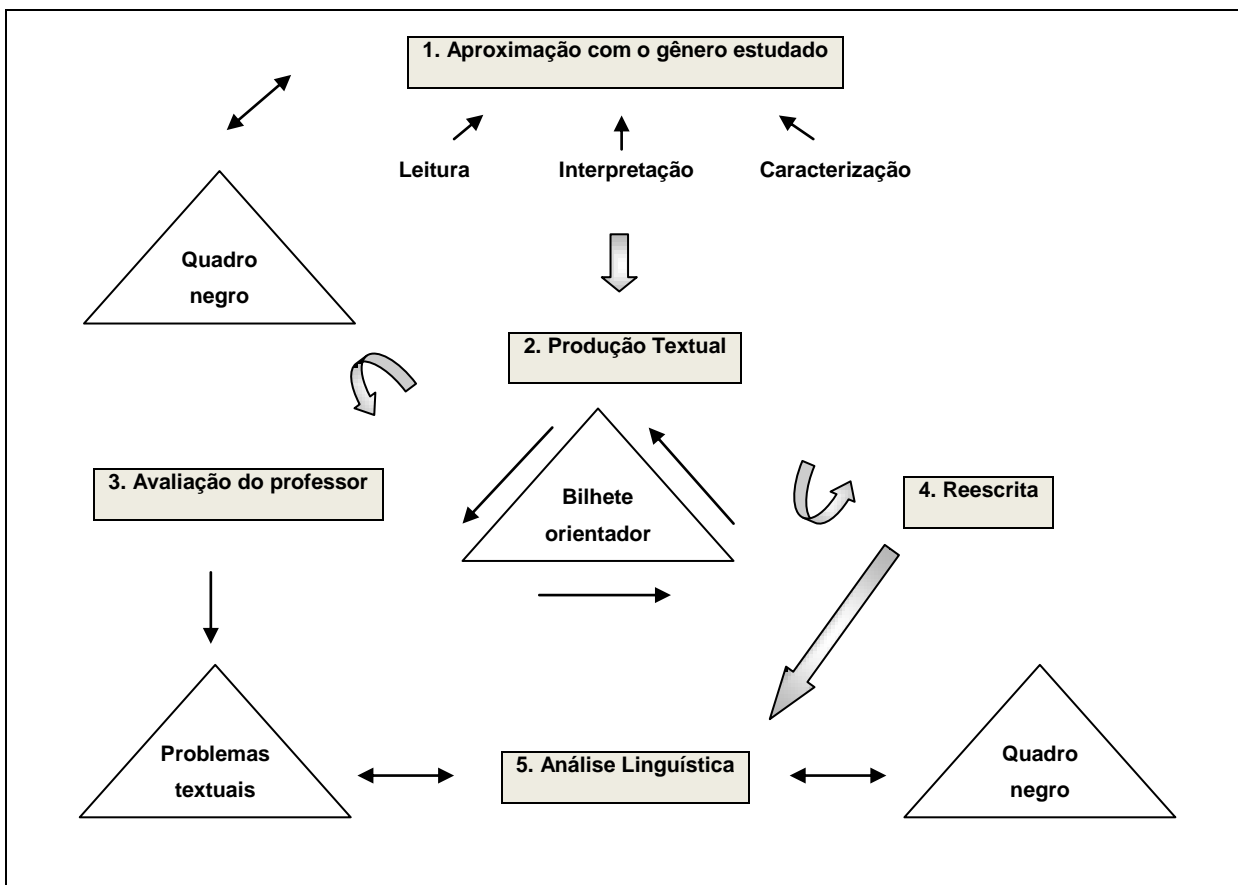 1. Aproximação com o gênero estudado
Leitura
Interpretação
Caracterização
Quadro
negro
2. Produção Textual
3. Avaliação do professor
Bilhete
orientador
4. Reescrita
Problemas
textuais
5. Análise Linguística
Quadro
negro